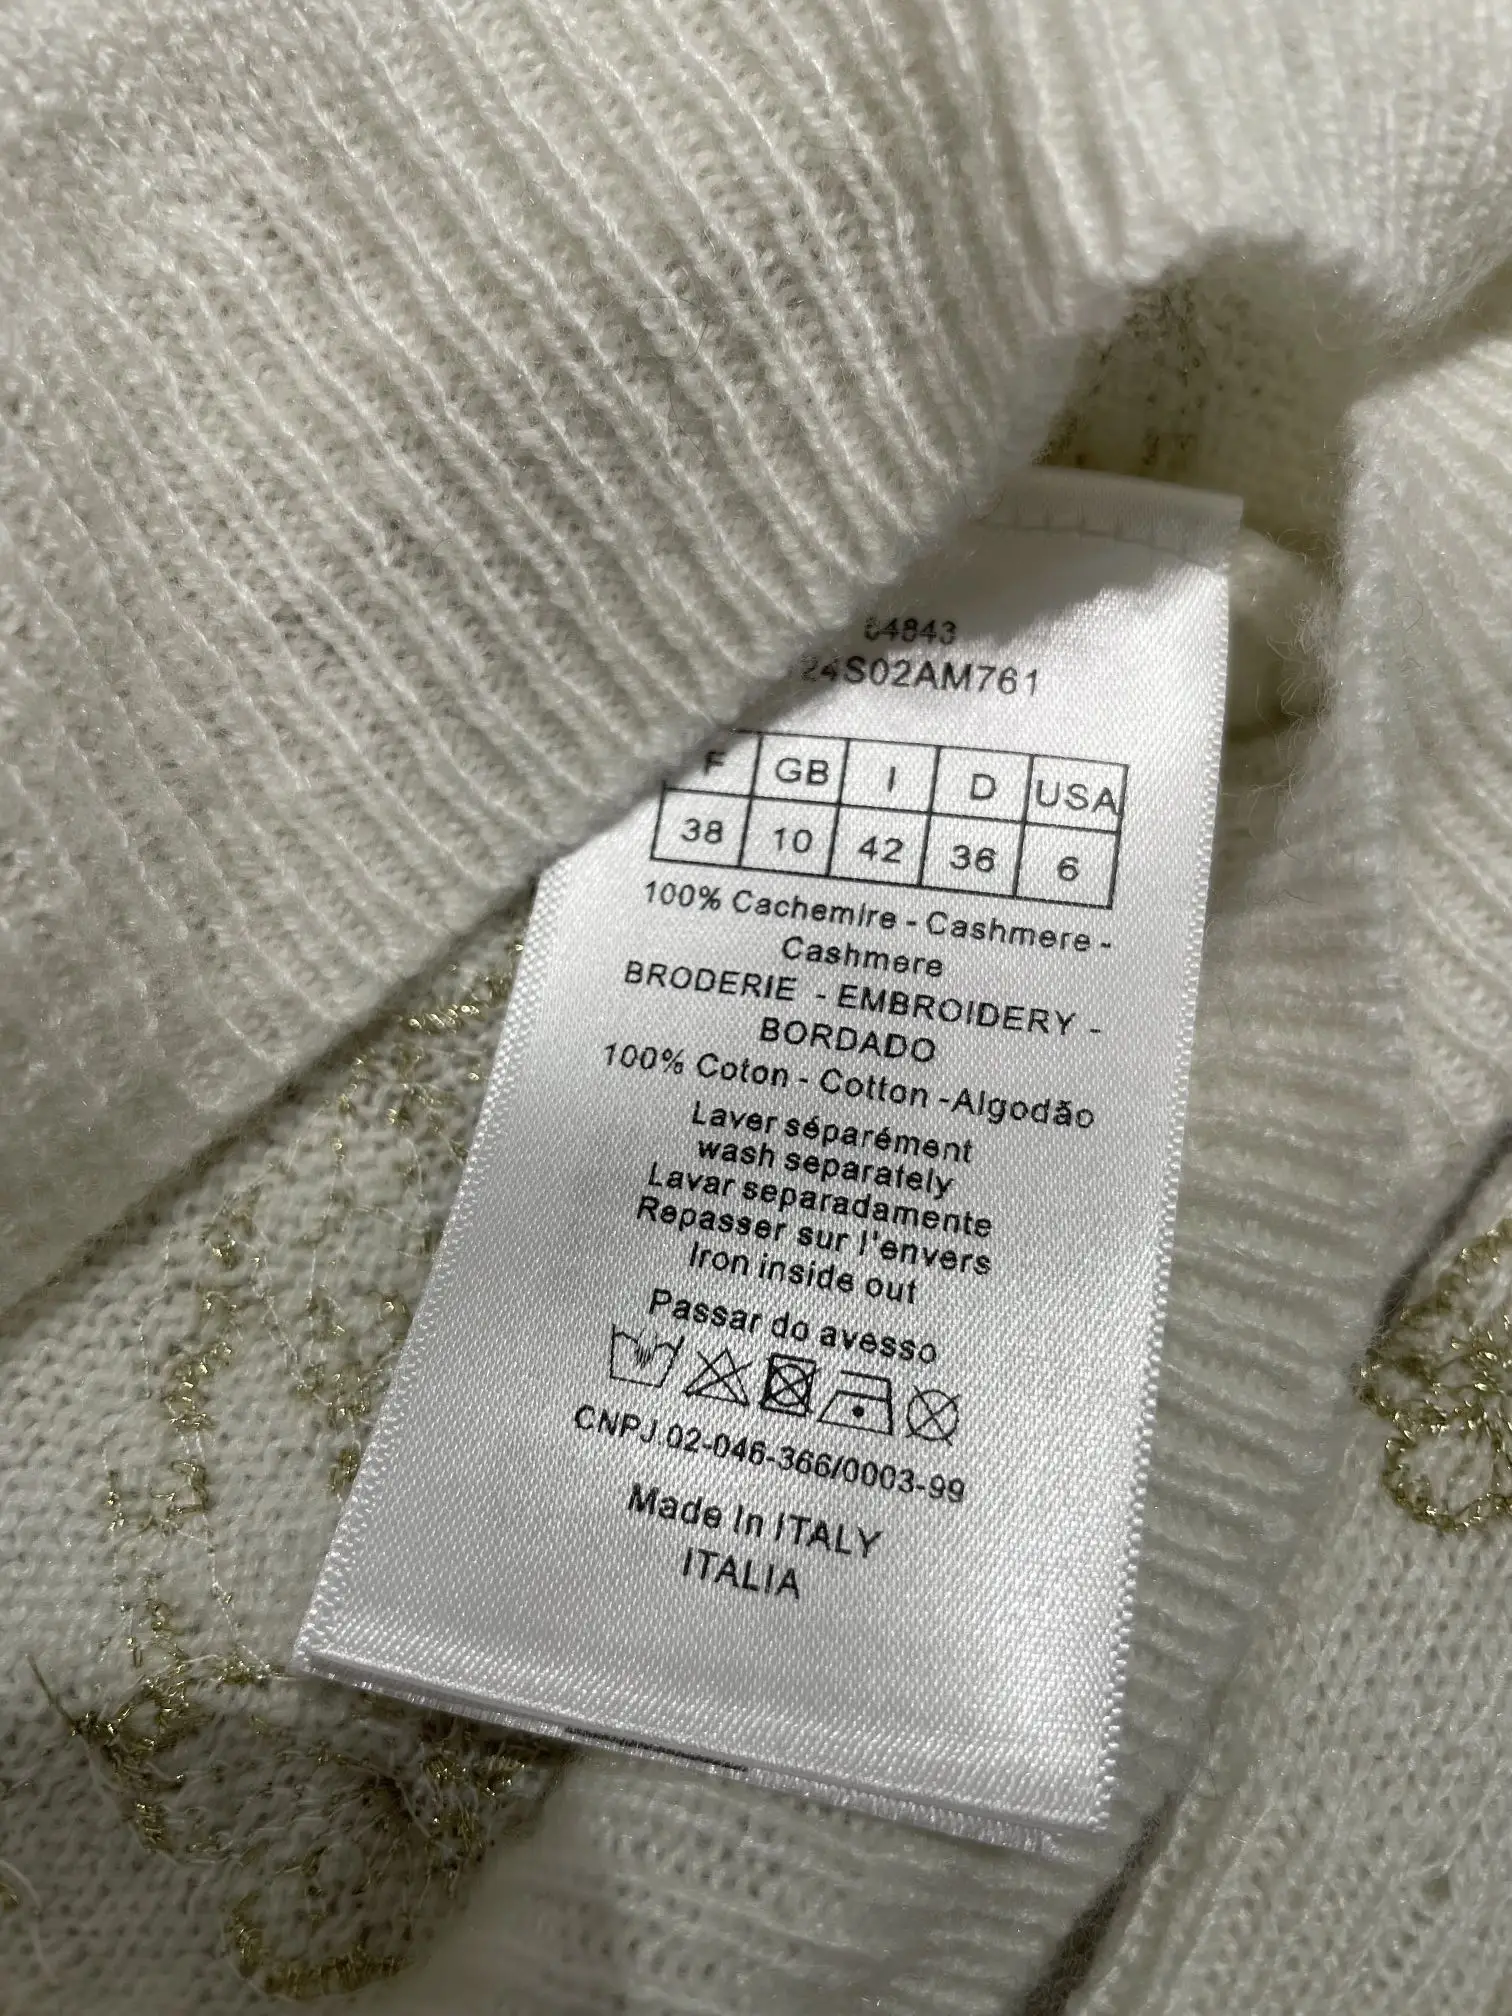 64843
24S02AM761
F GB I D USA
38 10 42 36 6
100% Cachemire - Cashmere -
Cashmere
BRODERIE - EMBROIDERY -
BORDADO
100% Coton - Cotton -Algodão
Laver séparément
wash separately
Lavar separadamente
Repasser sur l'envers
Iron inside out
Passar do avesso
CNPJ.02-046-366/0003-99
Made In ITALY
ITALIA